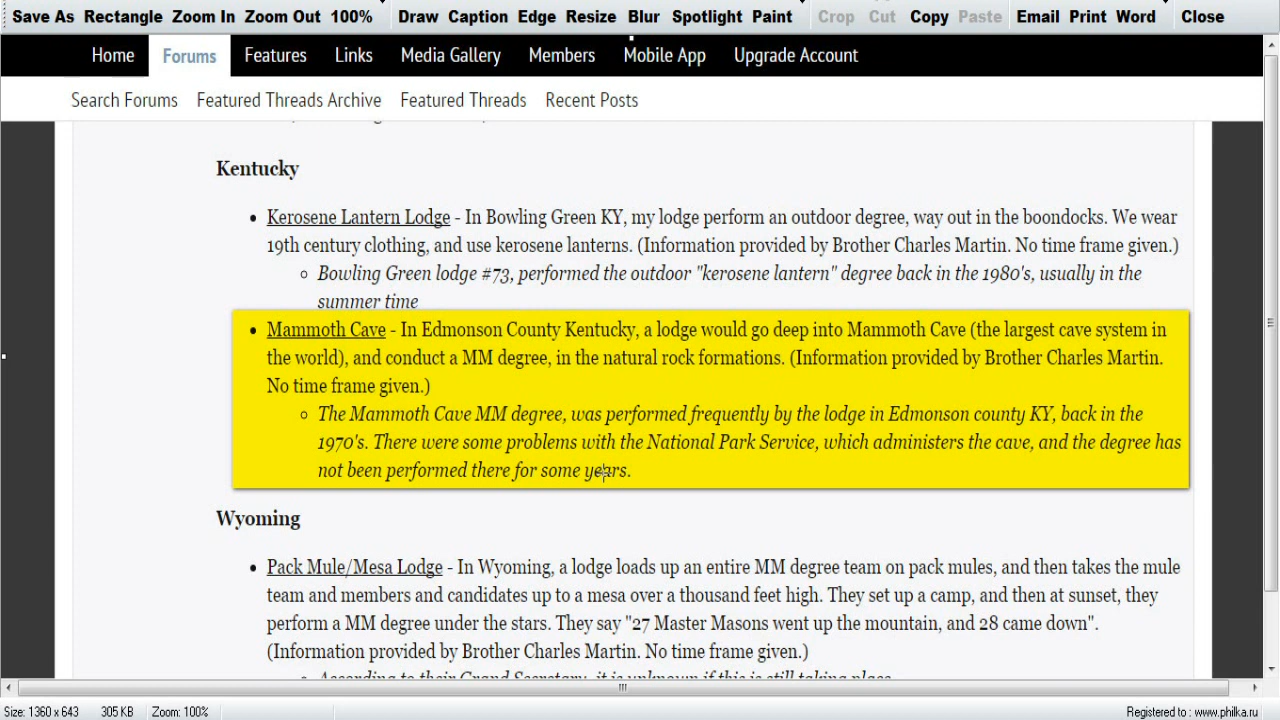 Save As Rectangle Zoom In Zoom Out 100% Draw Caption Edge Resize Blur Spotlight Paint Crop Cut Copy Paste Email Print Word Close
Home Forums Features Links Media Gallery Members Mobile App Upgrade Account
Search Forums Featured Threads Archive Featured Threads Recent Posts
Kentucky
• Kerosene Lantern Lodge - In Bowling Green KY, my lodge perform an outdoor degree, way out in the boondocks. We wear
19th century clothing, and use kerosene lanterns. (Information provided by Brother Charles Martin. No time frame given.)
○ Bowling Green lodge #73, performed the outdoor "kerosene lantern" degree back in the 1980's, usually in the
summer time
• Mammoth Cave - In Edmonson County Kentucky, a lodge would go deep into Mammoth Cave (the largest cave system in
the world), and conduct a MM degree, in the natural rock formations. (Information provided by Brother Charles Martin.
No time frame given.)
○ The Mammoth Cave MM degree, was performed frequently by the lodge in Edmonson county KY, back in the
1970's. There were some problems with the National Park Service, which administers the cave, and the degree has
not been performed there for some years.
Wyoming
• Pack Mule/Mesa Lodge - In Wyoming, a lodge loads up an entire MM degree team on pack mules, and then takes the mule
team and members and candidates up to a mesa over a thousand feet high. They set up a camp, and then at sunset, they
perform a MM degree under the stars. They say "27 Master Masons went up the mountain, and 28 came down".
(Information provided by Brother Charles Martin. No time frame given.)
○ According to their Grand Secretary, it is unknown if this is still taking place.
Size: 1360 x 643 305 KB Zoom: 100% Registered to : www.philka.ru